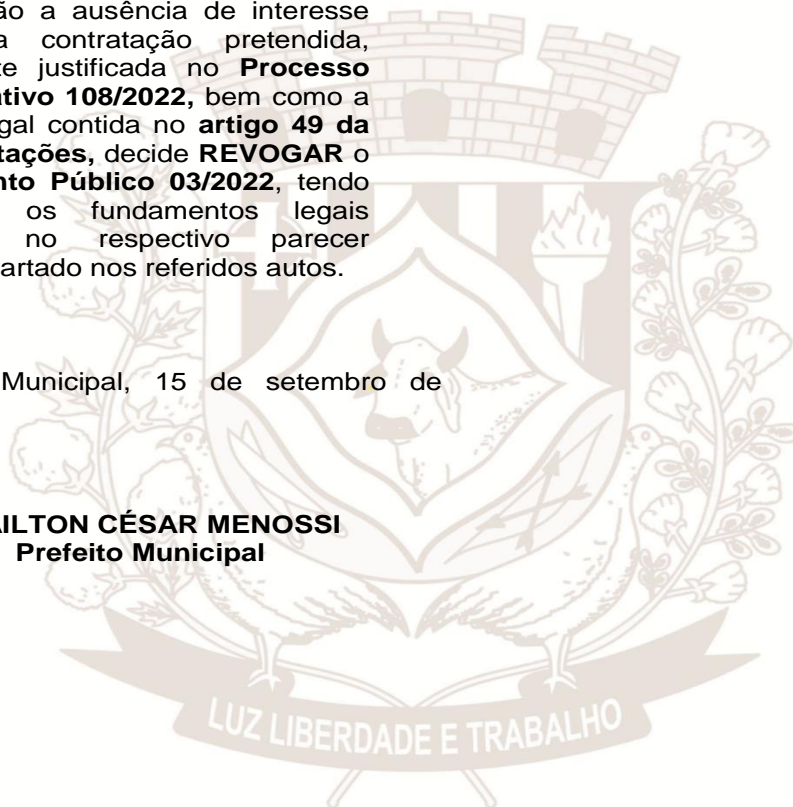 ão a ausência de interesse
a contratação pretendida,
te justificada no Processo
ativo 108/2022, bem como a
gal contida no artigo 49 da
tações, decide REVOGAR o
nto Público 03/2022, tendo
os fundamentos legais
no respectivo parecer
artado nos referidos autos.
Municipal, 15 de setembro de
AILTON CÉSAR MENOSSI
Prefeito Municipal
LUZ LIBERDADE E TRABALHO